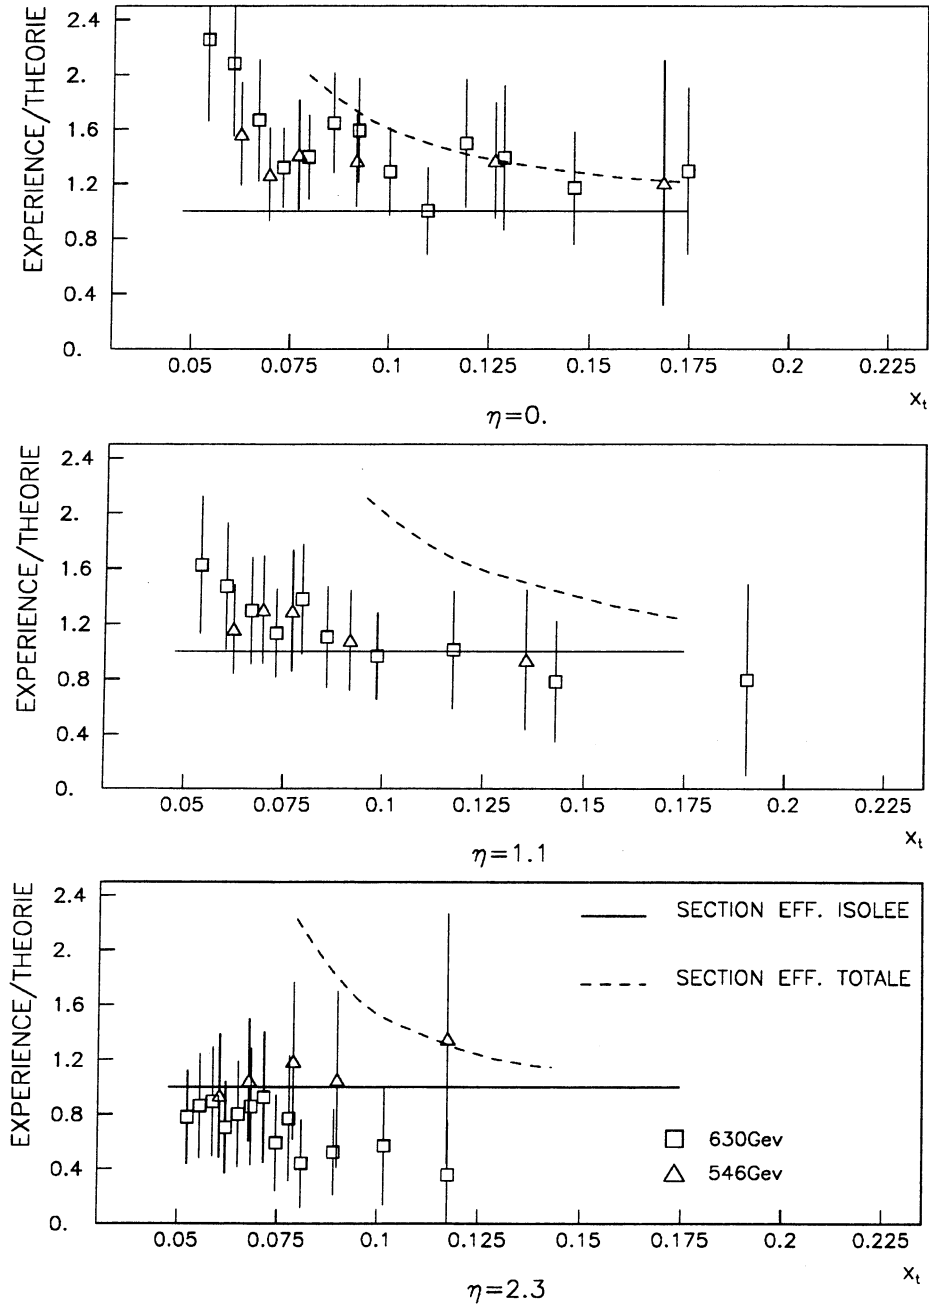 EXPERIENCE/THEORIE
2.4
2.
1.6
1.2
0.8
0.4
0.
0.05 0.075 0.1 0.125 0.15 0.175 0.2 0.225
xₜ
η=0.
EXPERIENCE/THEORIE
2.4
2.
1.6
1.2
0.8
0.4
0.
0.05 0.075 0.1 0.125 0.15 0.175 0.2 0.225
xₜ
η=1.1
EXPERIENCE/THEORIE
2.4
2.
1.6
1.2
0.8
0.4
0.
SECTION EFF. ISOLEE
SECTION EFF. TOTALE
630Gev
546Gev
0.05 0.075 0.1 0.125 0.15 0.175 0.2 0.225
xₜ
η=2.3